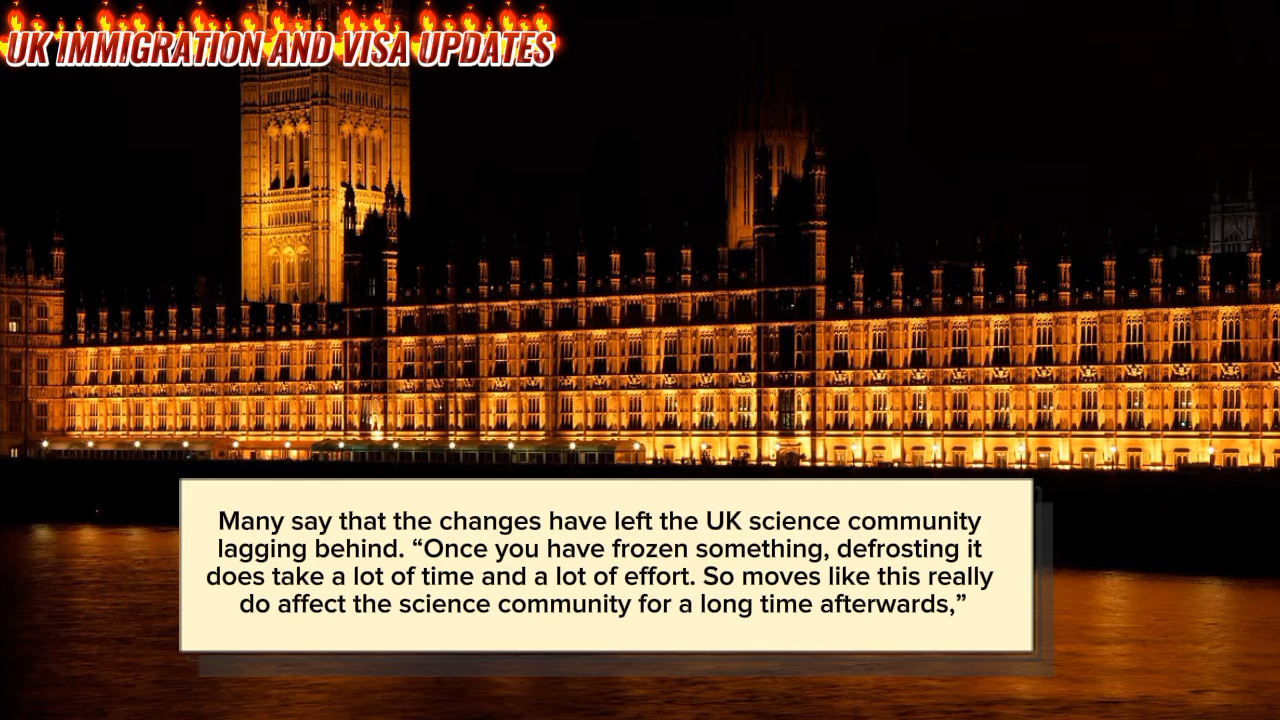 UK IMMIGRATION AND VISA UPDATES
Many say that the changes have left the UK science community
lagging behind. “Once you have frozen something, defrosting it
does take a lot of time and a lot of effort. So moves like this really
do affect the science community for a long time afterwards,”